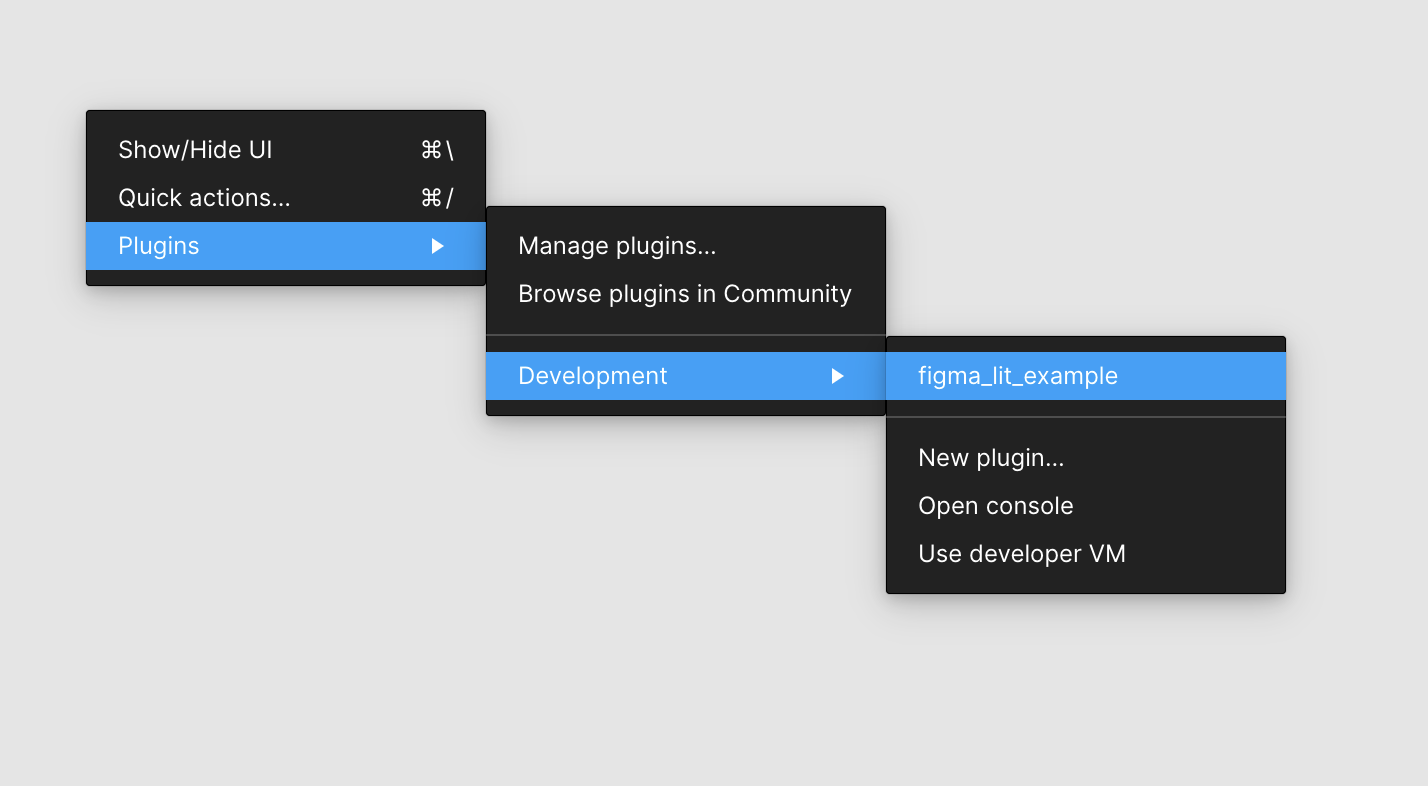 Show/Hide UI ⌘\
Quick actions...
⌘/
Plugins
Manage plugins...
Browse plugins in Community
Development
figma_lit_example
New plugin...
Open console
Use developer VM